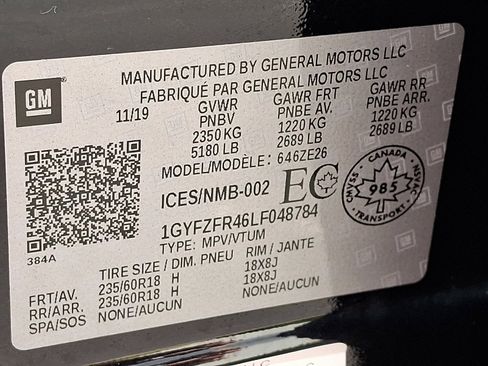 GM
MANUFACTURED BY GENERAL MOTORS LLC
FABRIQUÉ PAR GENERAL MOTORS LLC
11/19 GVWR GAWR FRT GAWR RR
PNBV PNBE AV. PNBE ARR.
2350 KG 1220 KG 1220 KG
5180 LB 2689 LB 2689 LB
MODEL/MODÈLE: 646ZE26
ICES/NMB-002 EC
CANADA
CMVSS NSVAC
985
TRANSPORT
1GYFZFR46LF048784
TYPE: MPV/VTUM
384A
TIRE SIZE / DIM. PNEU RIM / JANTE
FRT/AV. 235/60R18 H 18X8J
RR/ARR. 235/60R18 H 18X8J
SPA/SOS NONE/AUCUN NONE/AUCUN